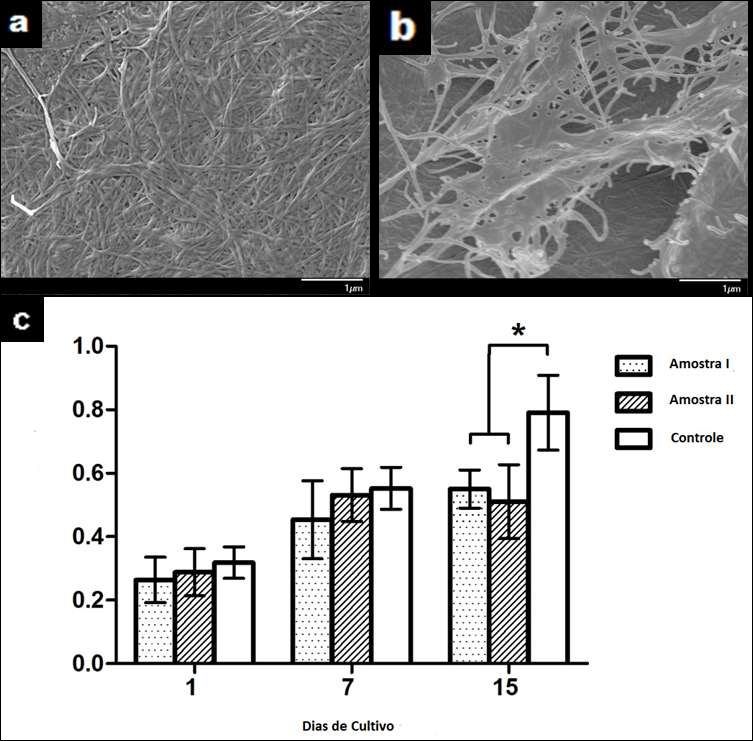 a
b
1µm
1µm
c
*
1.0
0.8
0.6
0.4
0.2
0.0
Amostra I
Amostra II
Controle
1 7 15
Dias de Cultivo